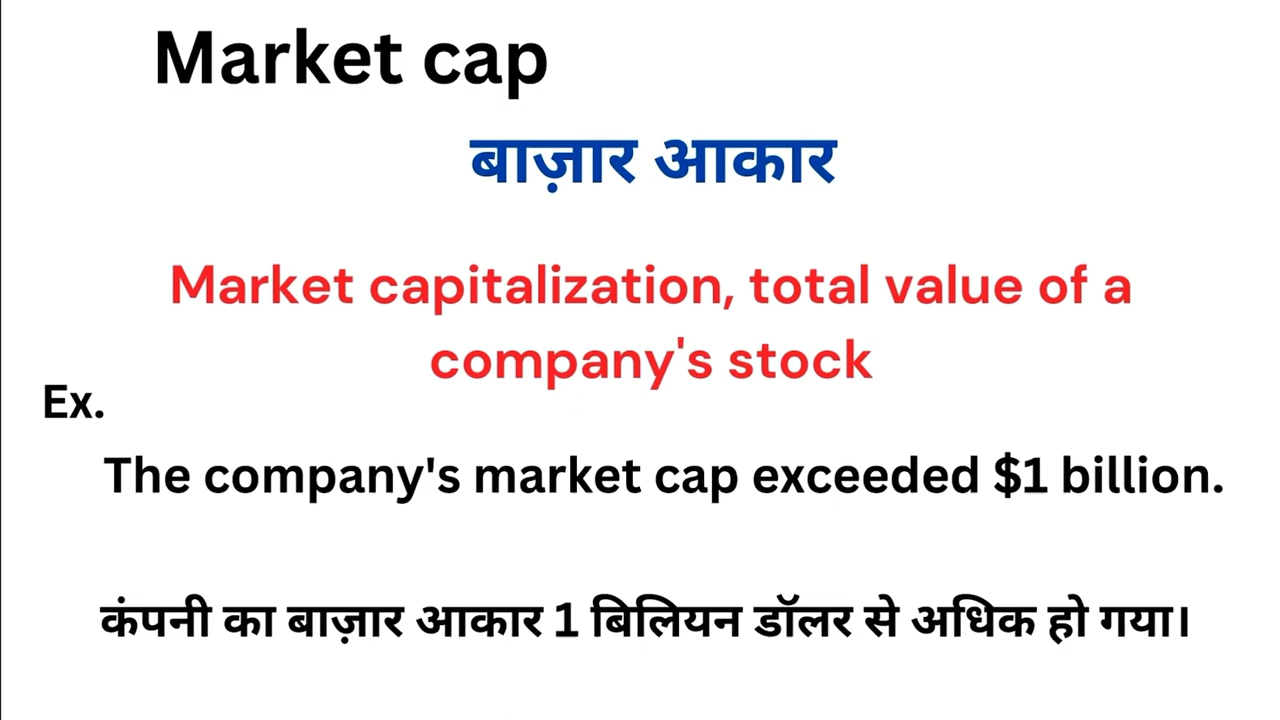 Market cap
बाज़ार आकार
Market capitalization, total value of a
company's stock
Ex.
The company's market cap exceeded $1 billion.
कंपनी का बाज़ार आकार 1 बिलियन डॉलर से अधिक हो गया।